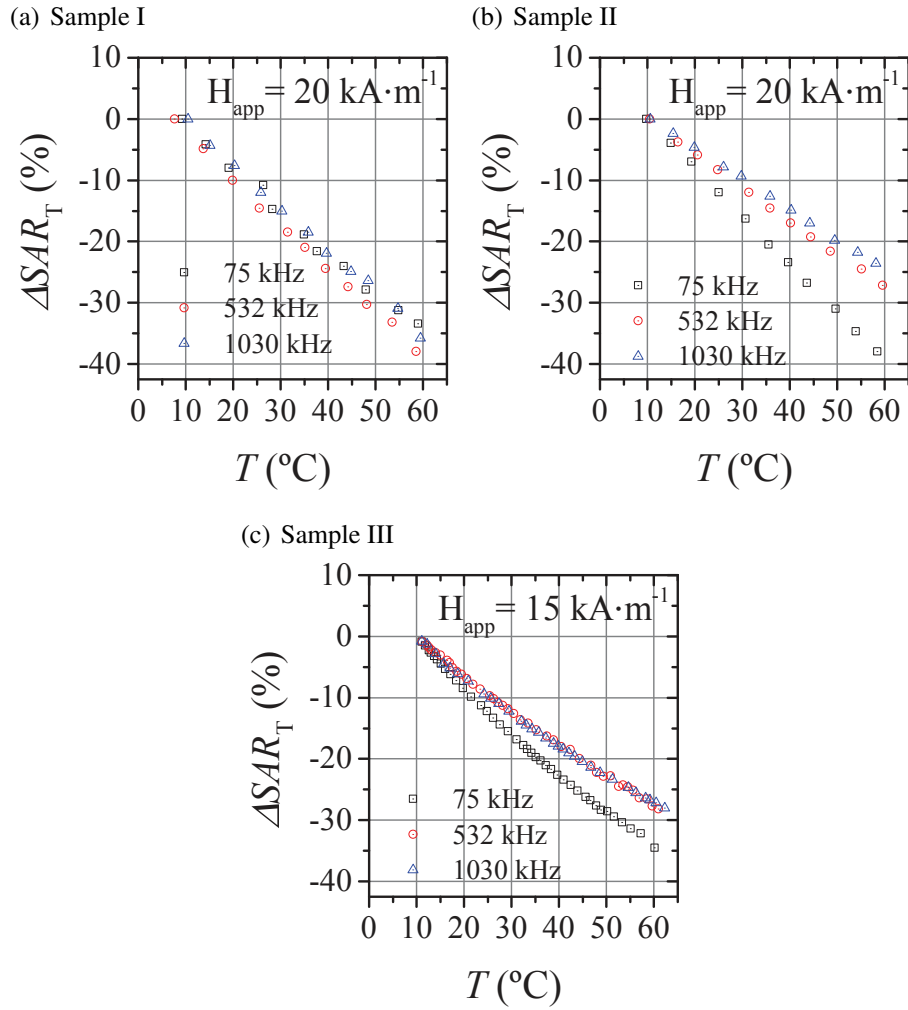 (a) Sample I
H_app = 20 kA·m⁻¹
ΔSAR_T (%)
10
0
-10
-20
-30
-40
75 kHz
532 kHz
1030 kHz
0 10 20 30 40 50 60
T (ºC)
(b) Sample II
H_app = 20 kA·m⁻¹
ΔSAR_T (%)
10
0
-10
-20
-30
-40
75 kHz
532 kHz
1030 kHz
0 10 20 30 40 50 60
T (ºC)
(c) Sample III
H_app = 15 kA·m⁻¹
ΔSAR_T (%)
10
0
-10
-20
-30
-40
75 kHz
532 kHz
1030 kHz
0 10 20 30 40 50 60
T (ºC)